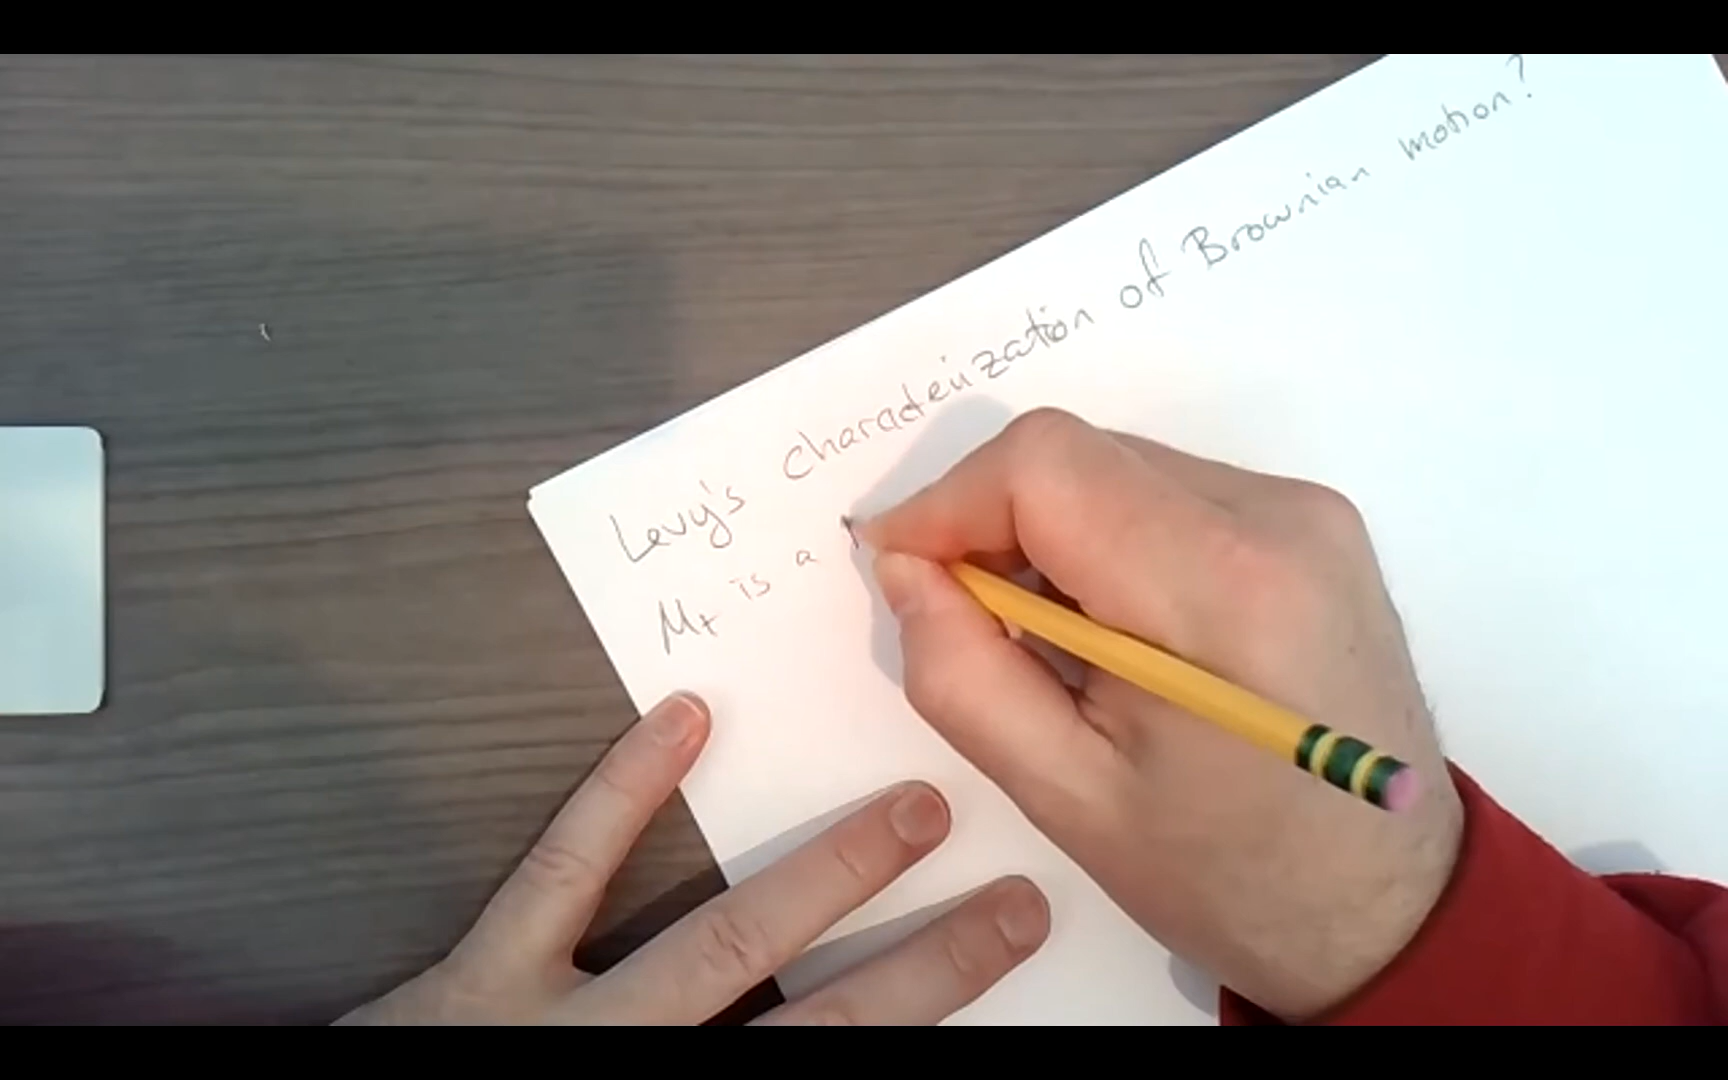 Levy's characterization of Brownian motion?
Mt is a